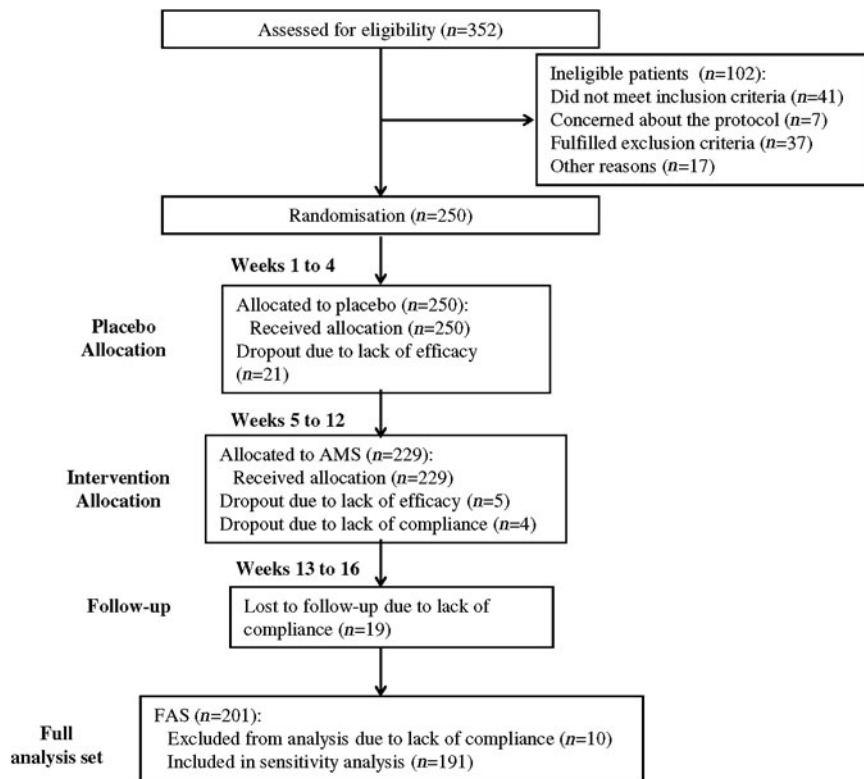 Assessed for eligibility (n=352)
Ineligible patients (n=102):
Did not meet inclusion criteria (n=41)
Concerned about the protocol (n=7)
Fulfilled exclusion criteria (n=37)
Other reasons (n=17)
Randomisation (n=250)
Weeks 1 to 4
Placebo
Allocation
Allocated to placebo (n=250):
Received allocation (n=250)
Dropout due to lack of efficacy
(n=21)
Weeks 5 to 12
Intervention
Allocation
Allocated to AMS (n=229):
Received allocation (n=229)
Dropout due to lack of efficacy (n=5)
Dropout due to lack of compliance (n=4)
Weeks 13 to 16
Follow-up
Lost to follow-up due to lack of
compliance (n=19)
Full
analysis set
FAS (n=201):
Excluded from analysis due to lack of compliance (n=10)
Included in sensitivity analysis (n=191)